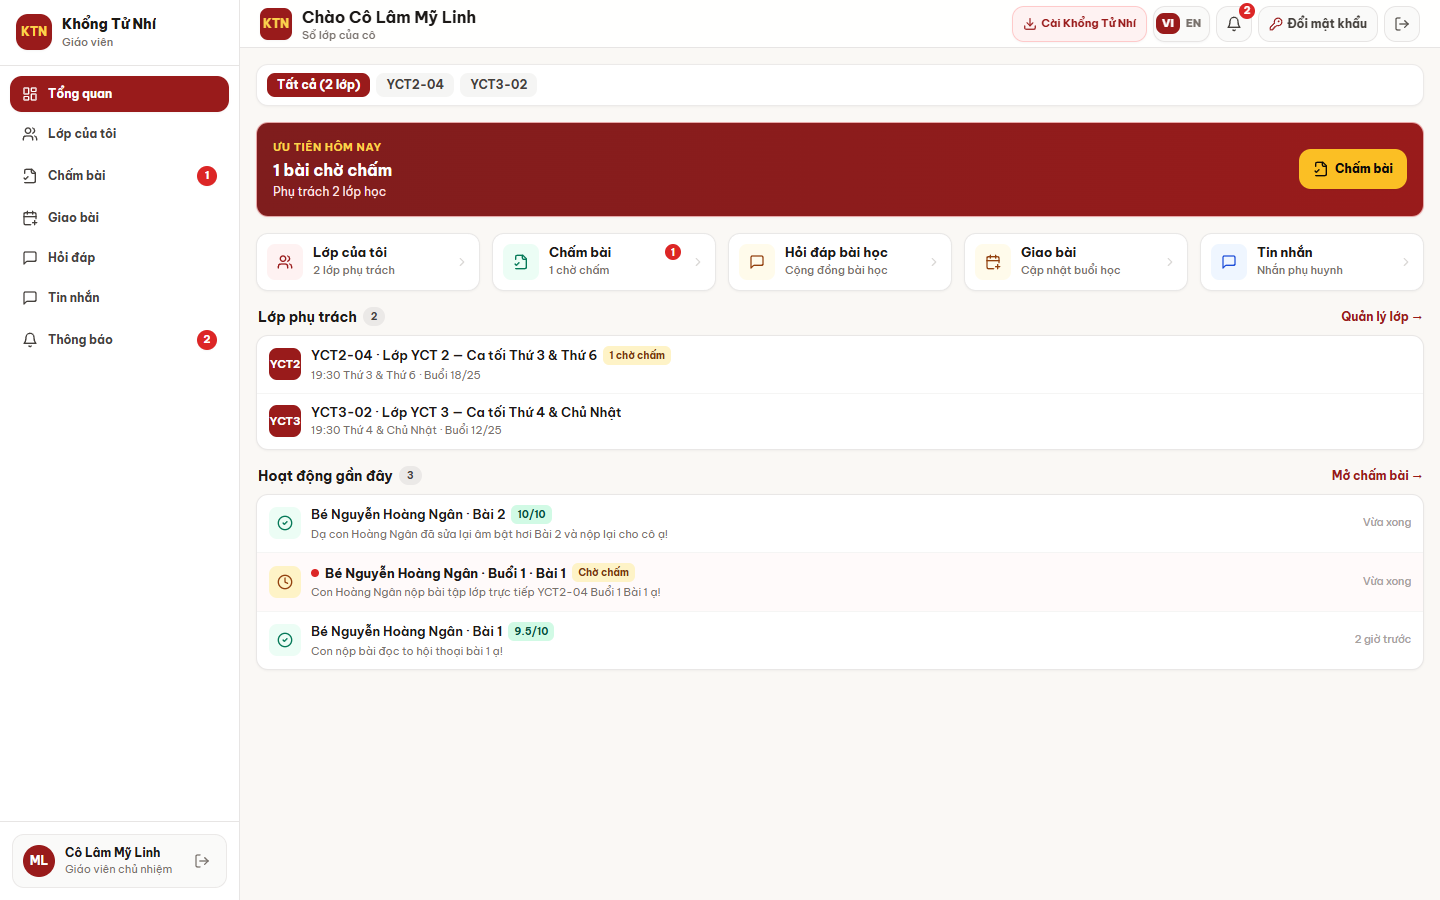 KTN
Khổng Tử Nhí
Giáo viên
Tổng quan
Lớp của tôi
Chấm bài
1
Giao bài
Hỏi đáp
Tin nhắn
Thông báo
2
ML
Cô Lâm Mỹ Linh
Giáo viên chủ nhiệm
KTN
Chào Cô Lâm Mỹ Linh
Sổ lớp của cô
Cài Khổng Tử Nhí
VI EN
2
Đổi mật khẩu
Tất cả (2 lớp)
YCT2-04
YCT3-02
ƯU TIÊN HÔM NAY
1 bài chờ chấm
Phụ trách 2 lớp học
Chấm bài
Lớp của tôi
2 lớp phụ trách
Chấm bài
1 chờ chấm
1
Hỏi đáp bài học
Cộng đồng bài học
Giao bài
Cập nhật buổi học
Tin nhắn
Nhắn phụ huynh
Lớp phụ trách 2
Quản lý lớp →
YCT2
YCT2-04 · Lớp YCT 2 — Ca tối Thứ 3 & Thứ 6 1 chờ chấm
19:30 Thứ 3 & Thứ 6 · Buổi 18/25
YCT3
YCT3-02 · Lớp YCT 3 — Ca tối Thứ 4 & Chủ Nhật
19:30 Thứ 4 & Chủ Nhật · Buổi 12/25
Hoạt động gần đây 3
Mở chấm bài →
Bé Nguyễn Hoàng Ngân · Bài 2 10/10
Dạ con Hoàng Ngân đã sửa lại âm bật hơi Bài 2 và nộp lại cho cô ạ!
Vừa xong
Bé Nguyễn Hoàng Ngân · Buổi 1 · Bài 1 Chờ chấm
Con Hoàng Ngân nộp bài tập lớp trực tiếp YCT2-04 Buổi 1 Bài 1 ạ!
Vừa xong
Bé Nguyễn Hoàng Ngân · Bài 1 9.5/10
Con nộp bài đọc to hội thoại bài 1 ạ!
2 giờ trước